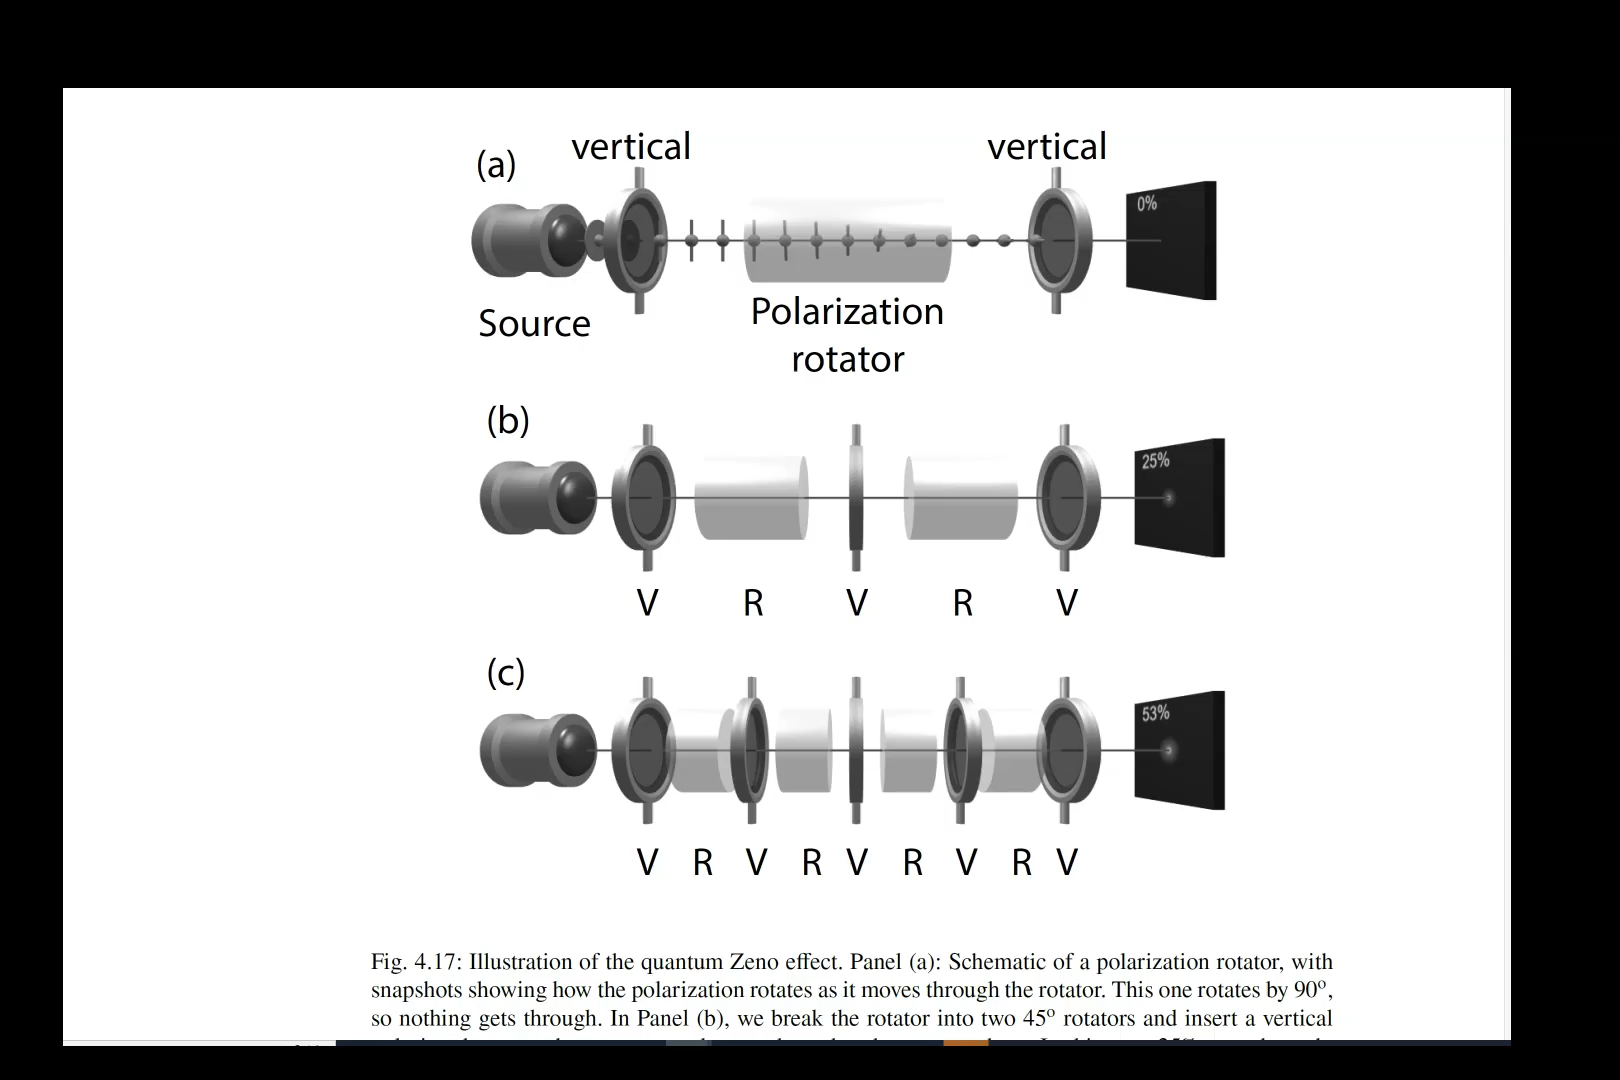 (a)
vertical
vertical
0%
Source
Polarization
rotator
(b)
25%
V R V R V
(c)
53%
V R V R V R V R V
Fig. 4.17: Illustration of the quantum Zeno effect. Panel (a): Schematic of a polarization rotator, with
snapshots showing how the polarization rotates as it moves through the rotator. This one rotates by 90°,
so nothing gets through. In Panel (b), we break the rotator into two 45° rotators and insert a vertical